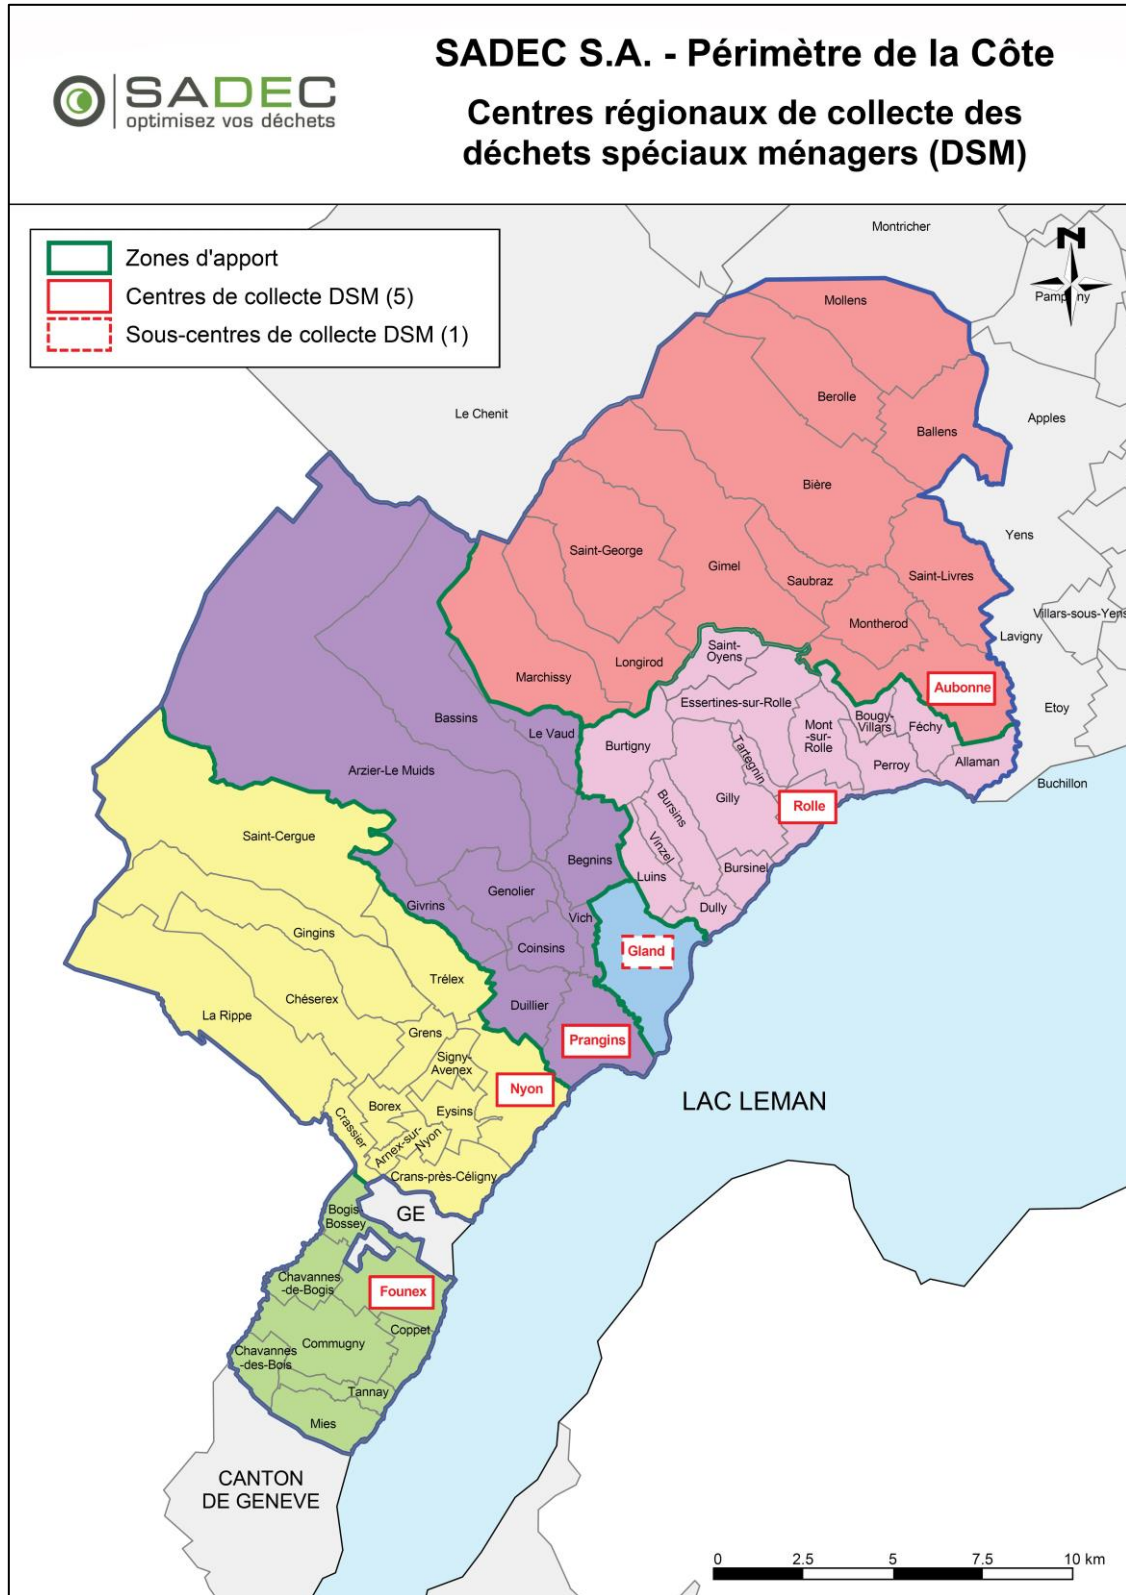 SADEC
optimisez vos déchets
SADEC S.A. - Périmètre de la Côte
Centres régionaux de collecte des
déchets spéciaux ménagers (DSM)
Zones d'apport
Centres de collecte DSM (5)
Sous-centres de collecte DSM (1)
N
Montricher
Pampigny
Mollens
Le Chenit
Berolle
Apples
Ballens
Bière
Yens
Saint-George
Gimel
Saubraz
Saint-Livres
Villars-sous-Yens
Montherod
Lavigny
Saint-
Oyens
Longirod
Marchissy
Aubonne
Essertines-sur-Rolle
Etoy
Bassins
Le Vaud
Burtigny
Tartegnin
Mont
-sur-
Rolle
Bougy-
Villars
Féchy
Allaman
Perroy
Buchillon
Arzier-Le Muids
Gilly
Rolle
Bursins
Saint-Cergue
Vinzel
Begnins
Luins
Bursinel
Genolier
Givrins
Dully
Vich
Gingins
Coinsins
Gland
Trélex
Chéserex
La Rippe
Duillier
Grens
Prangins
Signy-
Avenex
Nyon
Borex
Eysins
Crassier
Arnex-sur-
Nyon
LAC LEMAN
Crans-près-Céligny
GE
Bogis-
Bossey
Chavannes
-de-Bogis
Founex
Coppet
Commugny
Chavannes
-des-Bois
Tannay
Mies
CANTON
DE GENEVE
0 2.5 5 7.5 10 km